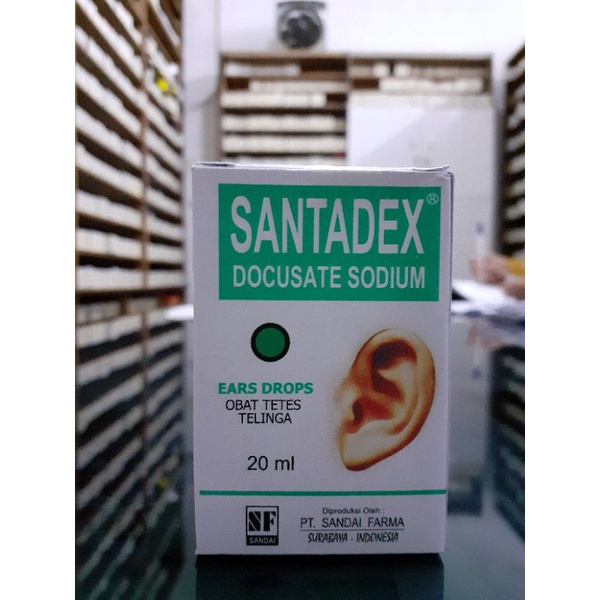 SANTADEX®
DOCUSATE SODIUM
EARS DROPS
OBAT TETES
TELINGA
20 ml
SF
SANDAI
Diproduksi Oleh :
PT. SANDAI FARMA
SURABAYA - INDONESIA